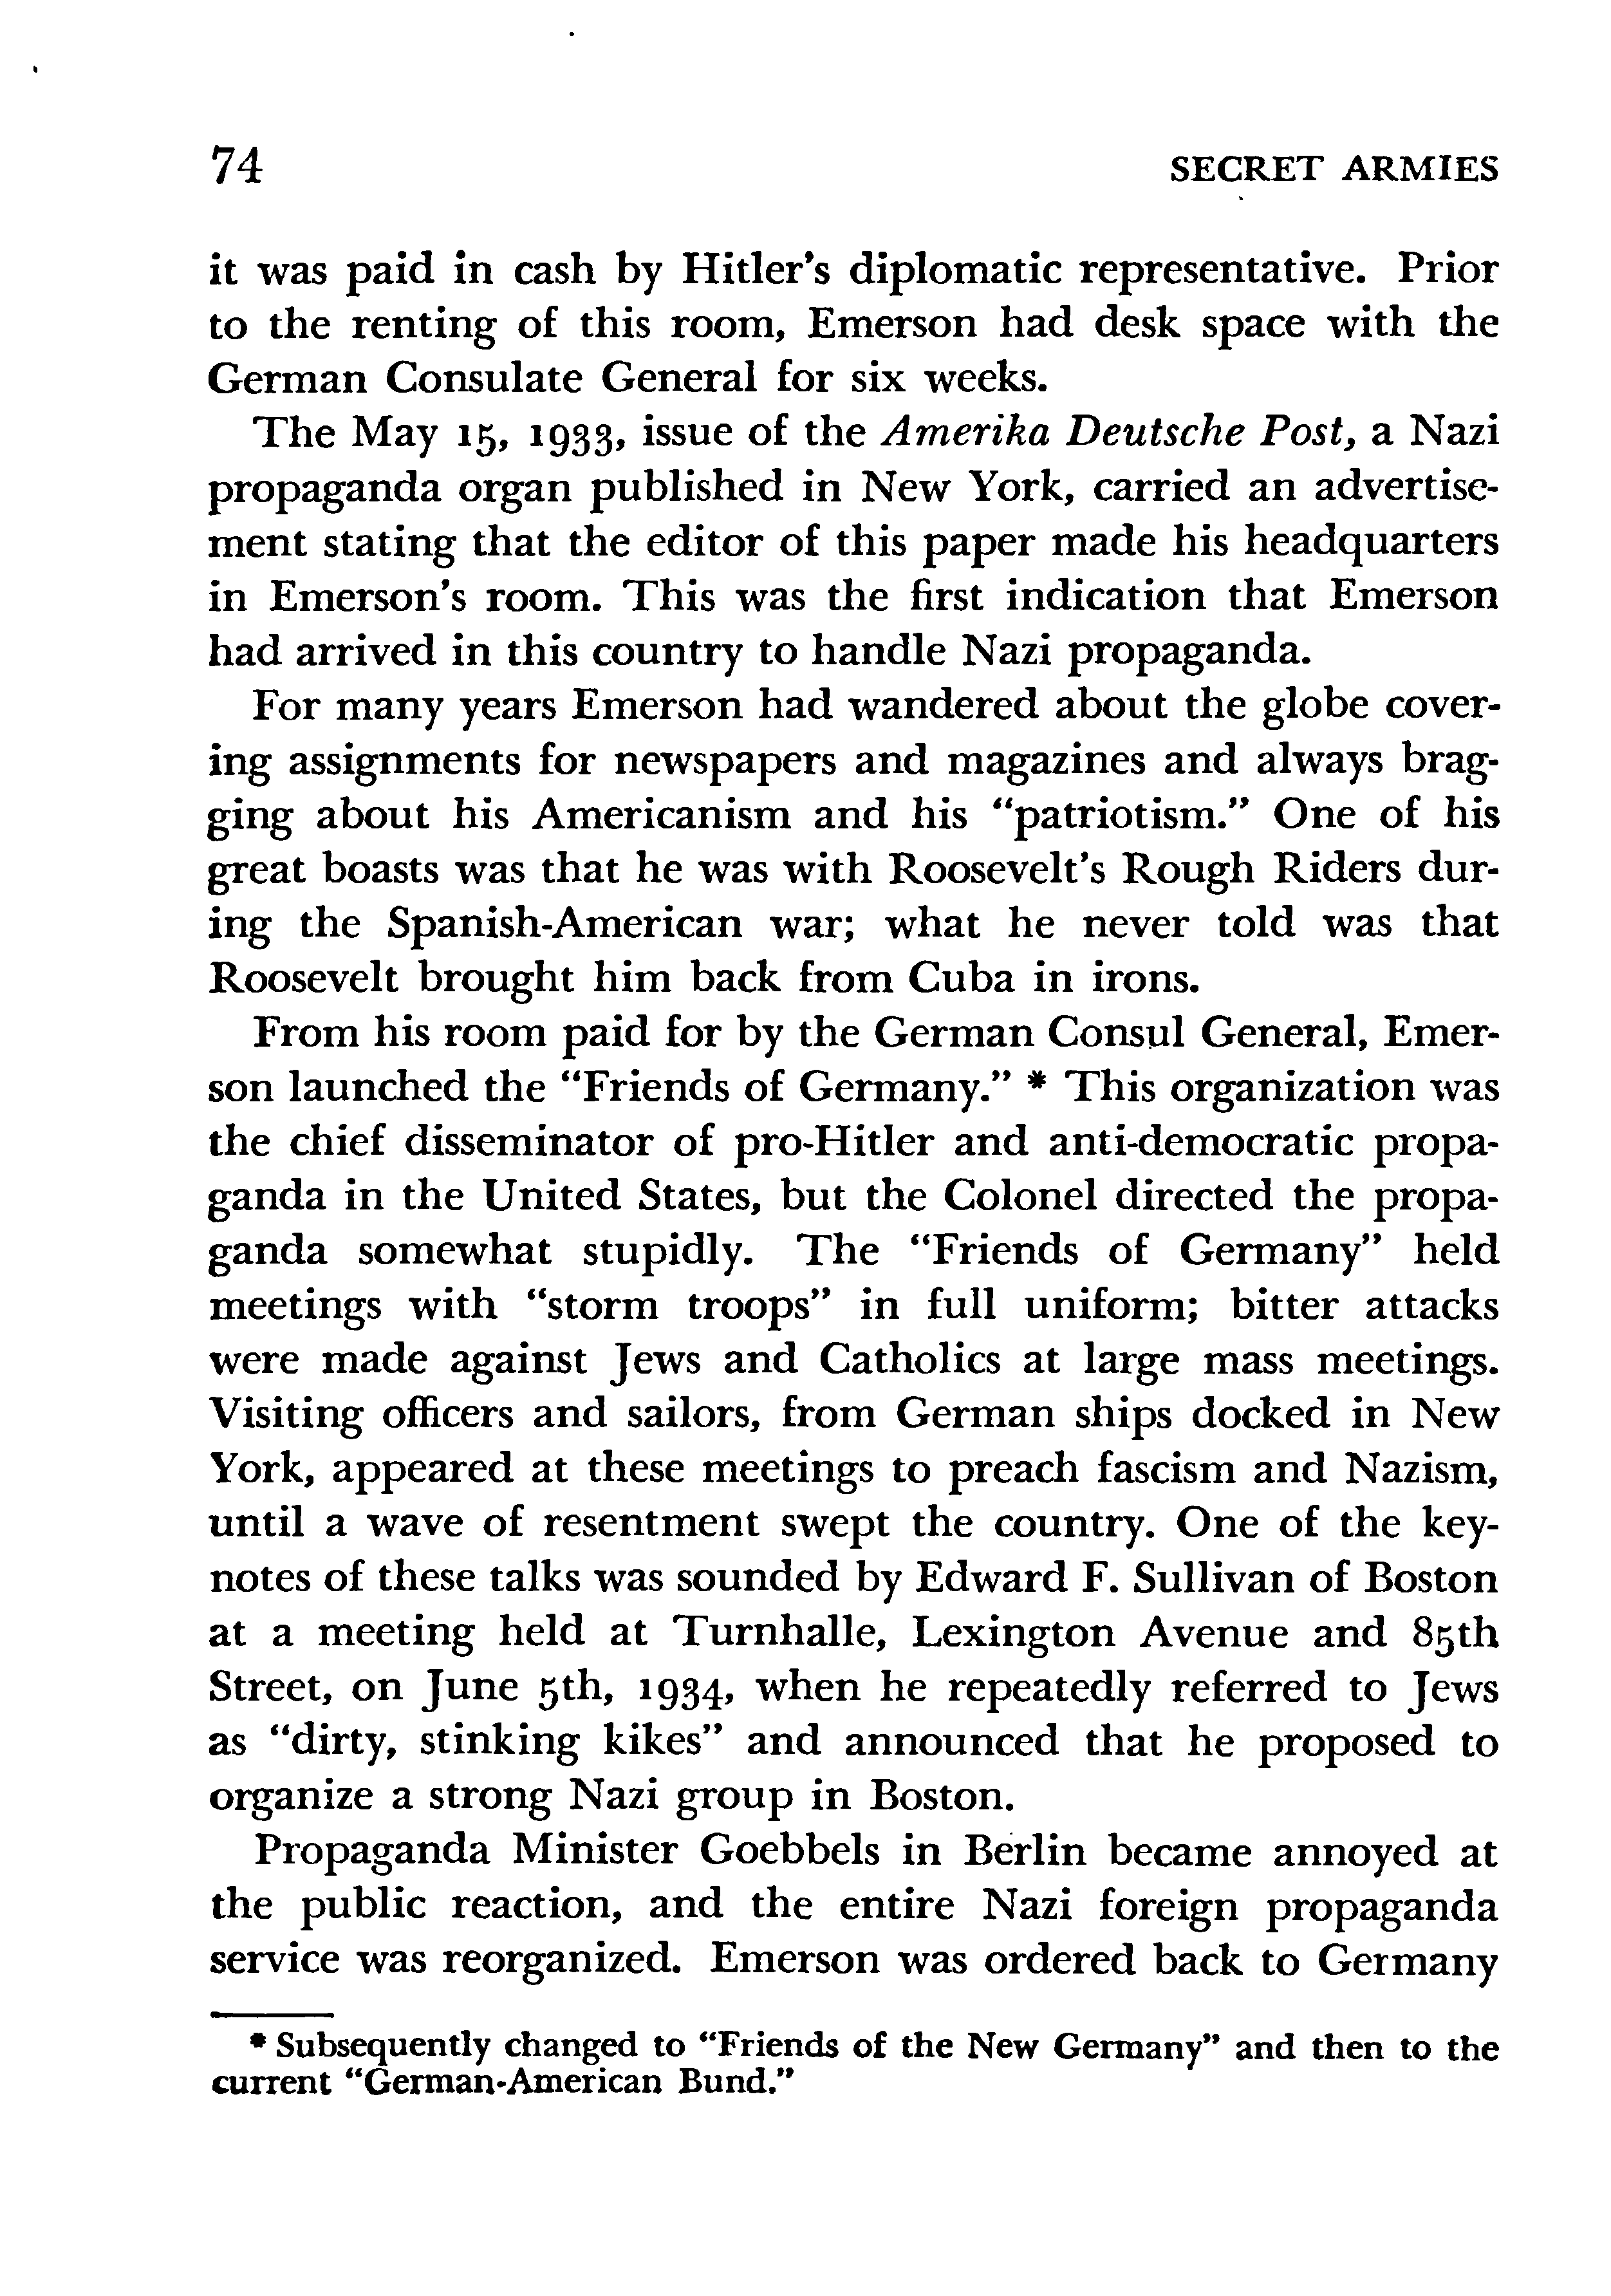 74 SECRET ARMIES
it was paid in cash by Hitler's diplomatic representative. Prior
to the renting of this room, Emerson had desk space with the
German Consulate General for six weeks.
The May 15, 1933, issue of the Amerika Deutsche Post, a Nazi
propaganda organ published in New York, carried an advertise-
ment stating that the editor of this paper made his headquarters
in Emerson's room. This was the first indication that Emerson
had arrived in this country to handle Nazi propaganda.
For many years Emerson had wandered about the globe cover-
ing assignments for newspapers and magazines and always brag-
ging about his Americanism and his "patriotism." One of his
great boasts was that he was with Roosevelt's Rough Riders dur-
ing the Spanish-American war; what he never told was that
Roosevelt brought him back from Cuba in irons.
From his room paid for by the German Consul General, Emer-
son launched the "Friends of Germany." * This organization was
the chief disseminator of pro-Hitler and anti-democratic propa-
ganda in the United States, but the Colonel directed the propa-
ganda somewhat stupidly. The "Friends of Germany" held
meetings with "storm troops" in full uniform; bitter attacks
were made against Jews and Catholics at large mass meetings.
Visiting officers and sailors, from German ships docked in New
York, appeared at these meetings to preach fascism and Nazism,
until a wave of resentment swept the country. One of the key-
notes of these talks was sounded by Edward F. Sullivan of Boston
at a meeting held at Turnhalle, Lexington Avenue and 85th
Street, on June 5th, 1934, when he repeatedly referred to Jews
as "dirty, stinking kikes" and announced that he proposed to
organize a strong Nazi group in Boston.
Propaganda Minister Goebbels in Berlin became annoyed at
the public reaction, and the entire Nazi foreign propaganda
service was reorganized. Emerson was ordered back to Germany
* Subsequently changed to "Friends of the New Germany" and then to the
current "German-American Bund."